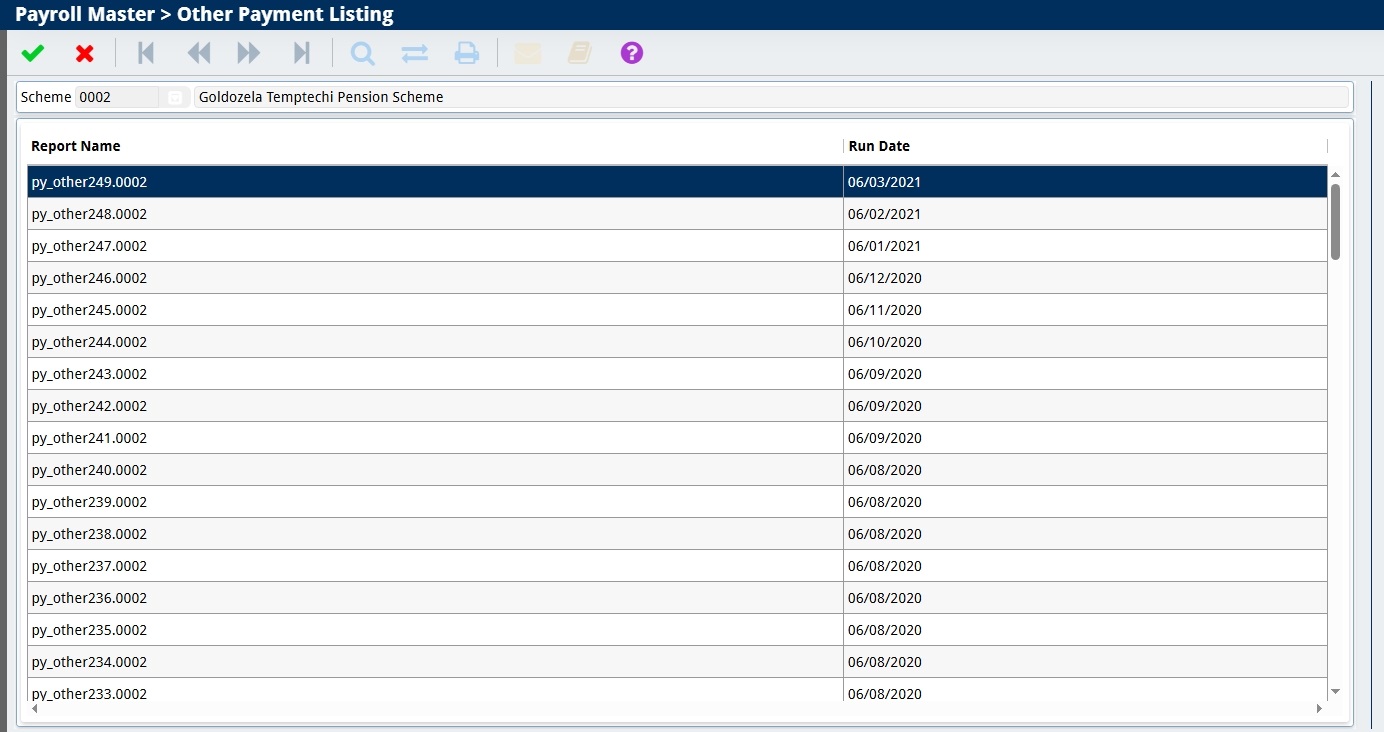 Payroll Master > Other Payment Listing
?
Scheme 0002 Goldozela Temptechi Pension Scheme
Report Name Run Date
py_other249.0002 06/03/2021
py_other248.0002 06/02/2021
py_other247.0002 06/01/2021
py_other246.0002 06/12/2020
py_other245.0002 06/11/2020
py_other244.0002 06/10/2020
py_other243.0002 06/09/2020
py_other242.0002 06/09/2020
py_other241.0002 06/09/2020
py_other240.0002 06/08/2020
py_other239.0002 06/08/2020
py_other238.0002 06/08/2020
py_other237.0002 06/08/2020
py_other236.0002 06/08/2020
py_other235.0002 06/08/2020
py_other234.0002 06/08/2020
py_other233.0002 06/08/2020